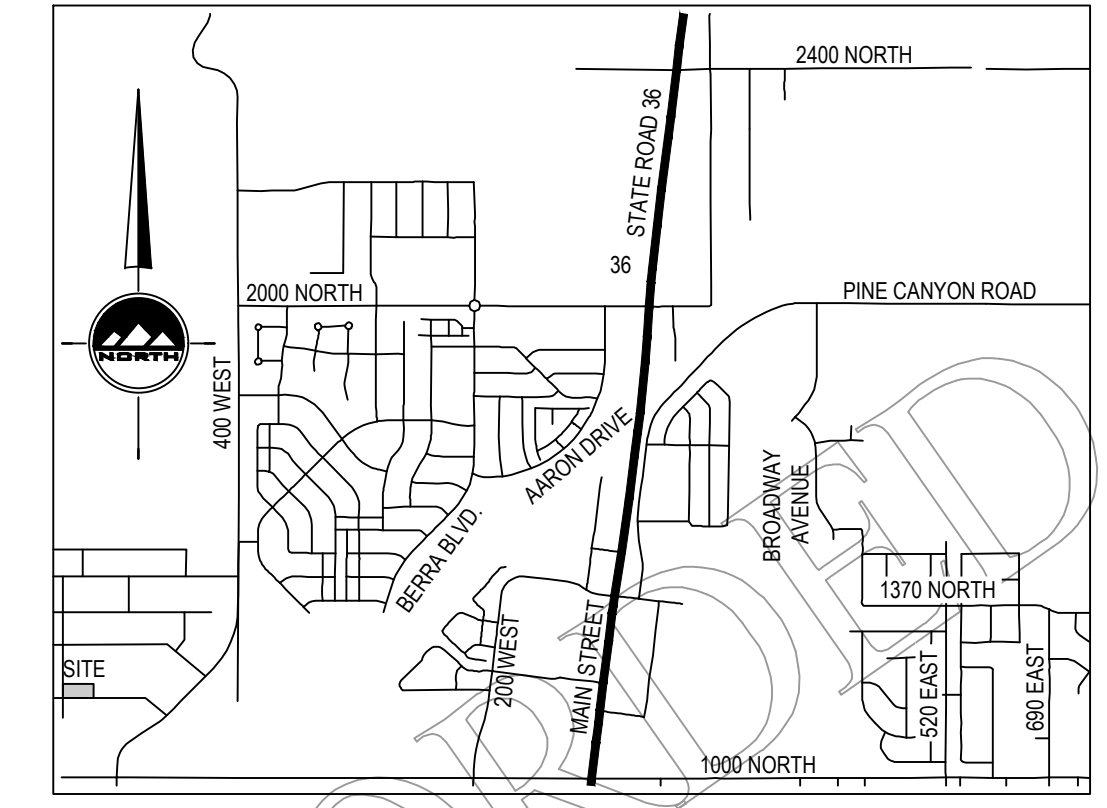 2400 NORTH
STATE ROAD 36
36
2000 NORTH
PINE CANYON ROAD
NORTH
400 WEST
AARON DRIVE
BROADWAY
AVENUE
BERRA BLVD.
1370 NORTH
SITE
200 WEST
MAIN STREET
520 EAST
690 EAST
1000 NORTH
ORDED